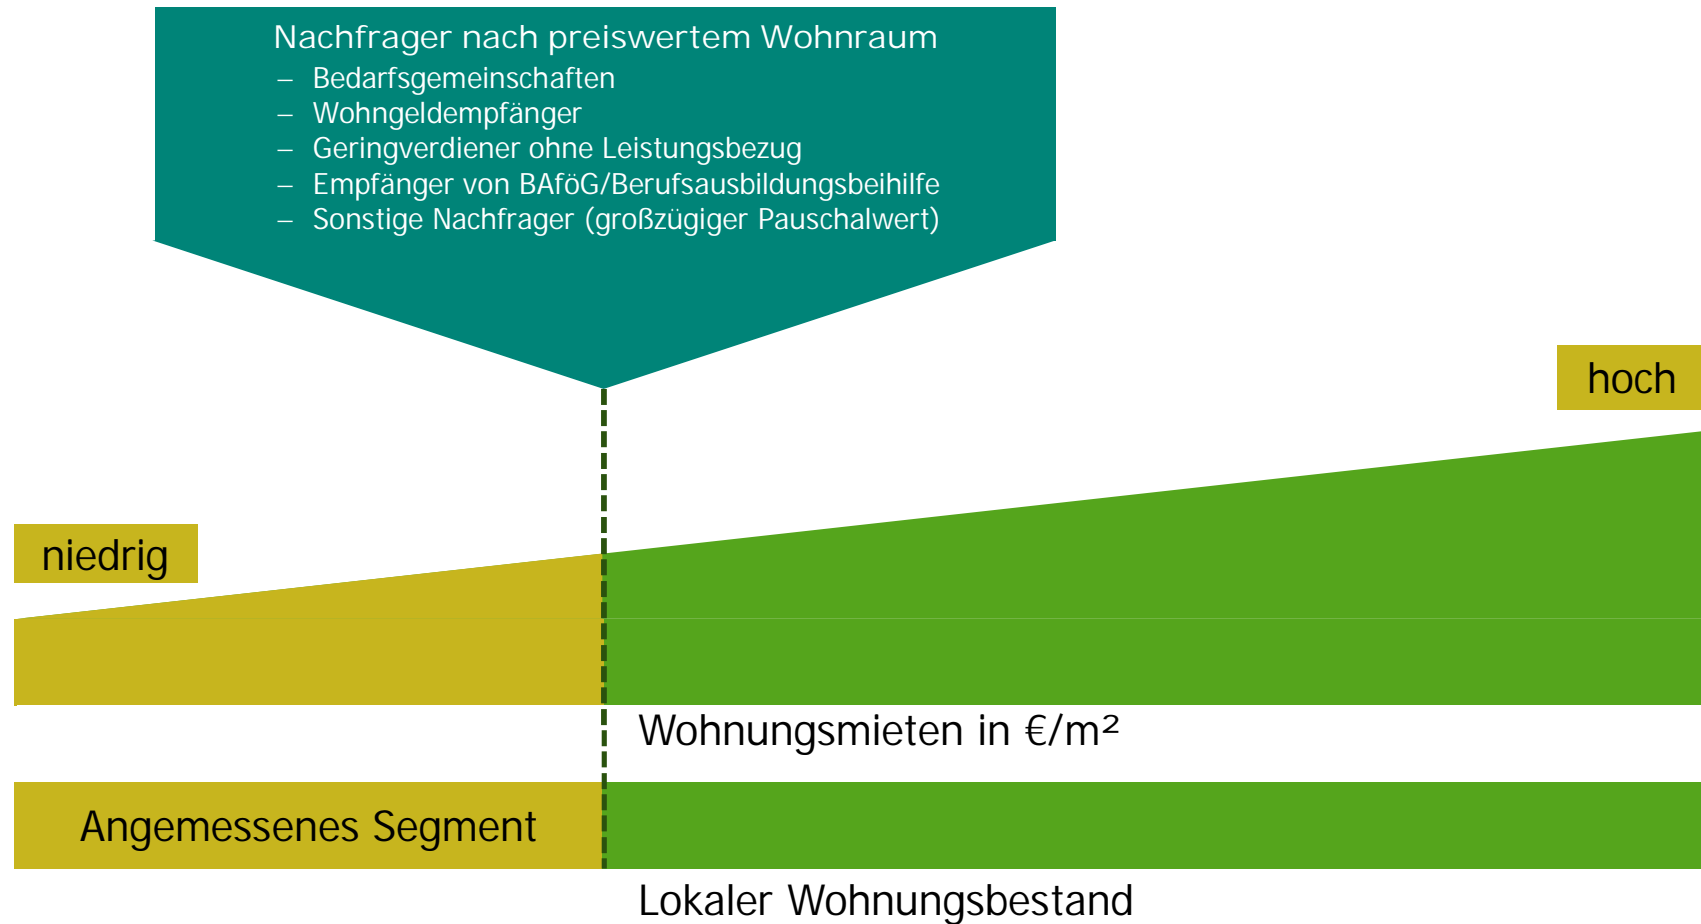 Nachfrager nach preiswertem Wohnraum
– Bedarfsgemeinschaften
– Wohngeldempfänger
– Geringverdiener ohne Leistungsbezug
– Empfänger von BAföG/Berufsausbildungsbeihilfe
– Sonstige Nachfrager (großzügiger Pauschalwert)
hoch
niedrig
Wohnungsmieten in €/m²
Angemessenes Segment
Lokaler Wohnungsbestand